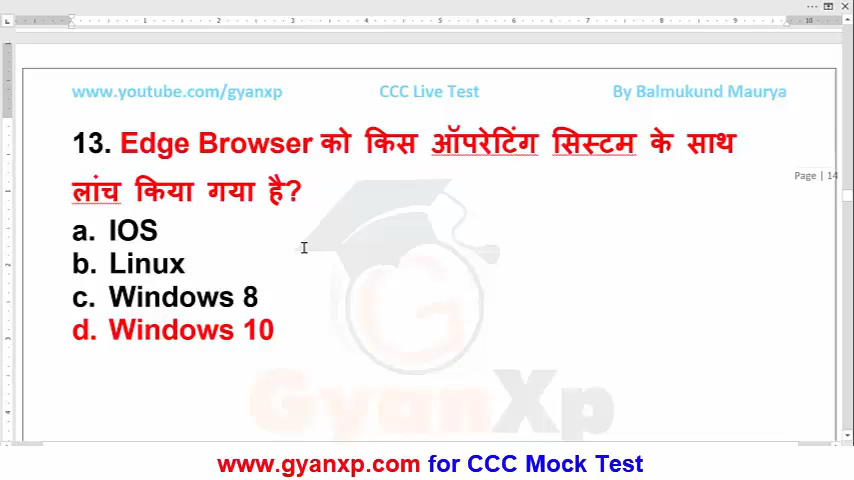 www.youtube.com/gyanxp CCC Live Test By Balmukund Maurya
13. Edge Browser को किस ऑपरेटिंग सिस्टम के साथ
Page | 14
लांच किया गया है?
a. IOS
b. Linux
c. Windows 8
d. Windows 10
GyanXp
www.gyanxp.com for CCC Mock Test